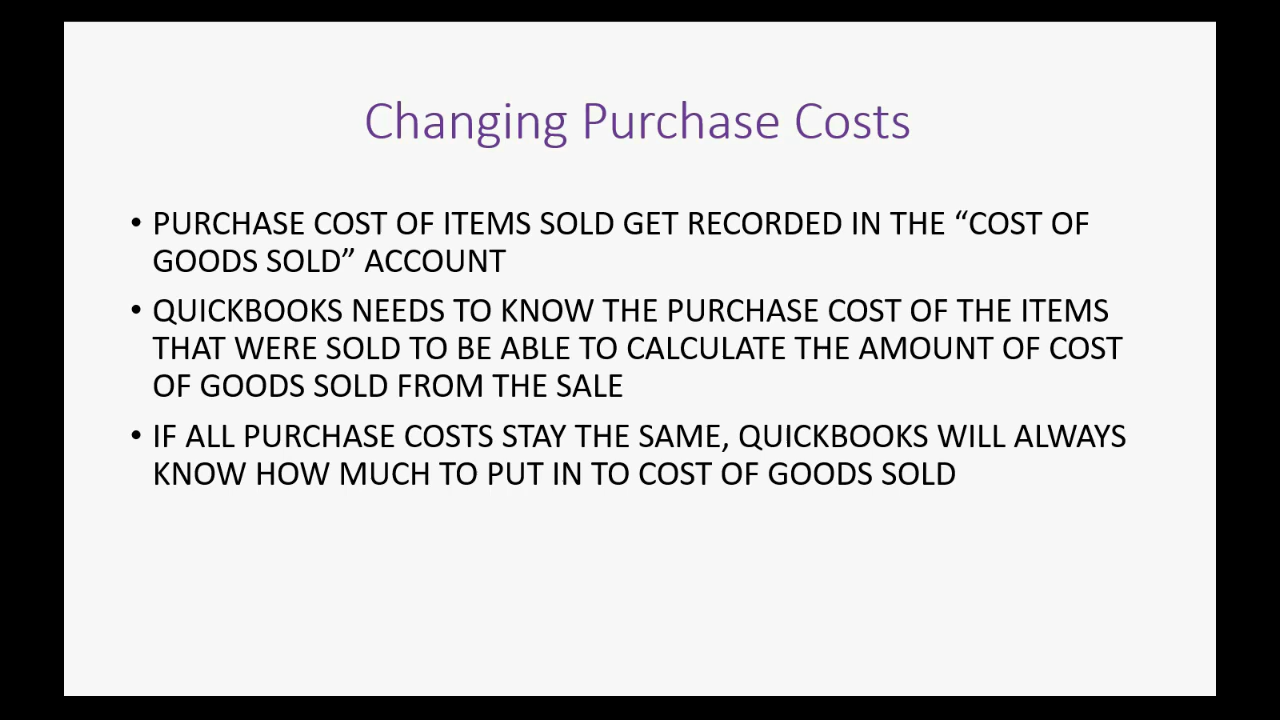 Changing Purchase Costs
• PURCHASE COST OF ITEMS SOLD GET RECORDED IN THE “COST OF
GOODS SOLD” ACCOUNT
• QUICKBOOKS NEEDS TO KNOW THE PURCHASE COST OF THE ITEMS
THAT WERE SOLD TO BE ABLE TO CALCULATE THE AMOUNT OF COST
OF GOODS SOLD FROM THE SALE
• IF ALL PURCHASE COSTS STAY THE SAME, QUICKBOOKS WILL ALWAYS
KNOW HOW MUCH TO PUT IN TO COST OF GOODS SOLD